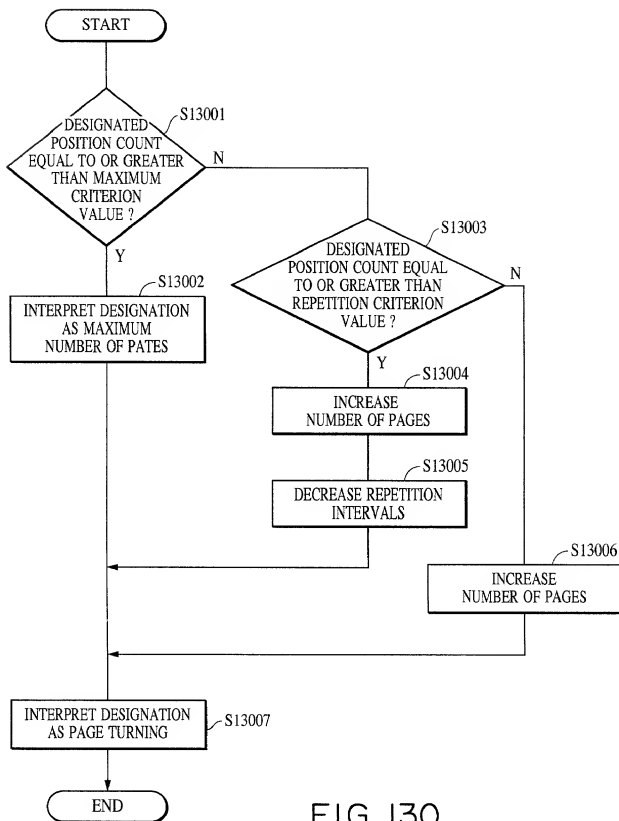 START
S13001
DESIGNATED
POSITION COUNT
EQUAL TO OR GREATER
THAN MAXIMUM
CRITERION
VALUE ?
N
Y
S13002
INTERPRET DESIGNATION
AS MAXIMUM
NUMBER OF PATES
S13003
DESIGNATED
POSITION COUNT EQUAL
TO OR GREATER THAN
REPETITION CRITERION
VALUE ?
N
Y
S13004
INCREASE
NUMBER OF PAGES
S13005
DECREASE REPETITION
INTERVALS
S13006
INCREASE
NUMBER OF PAGES
INTERPRET DESIGNATION
AS PAGE TURNING
S13007
END
FIG. 130